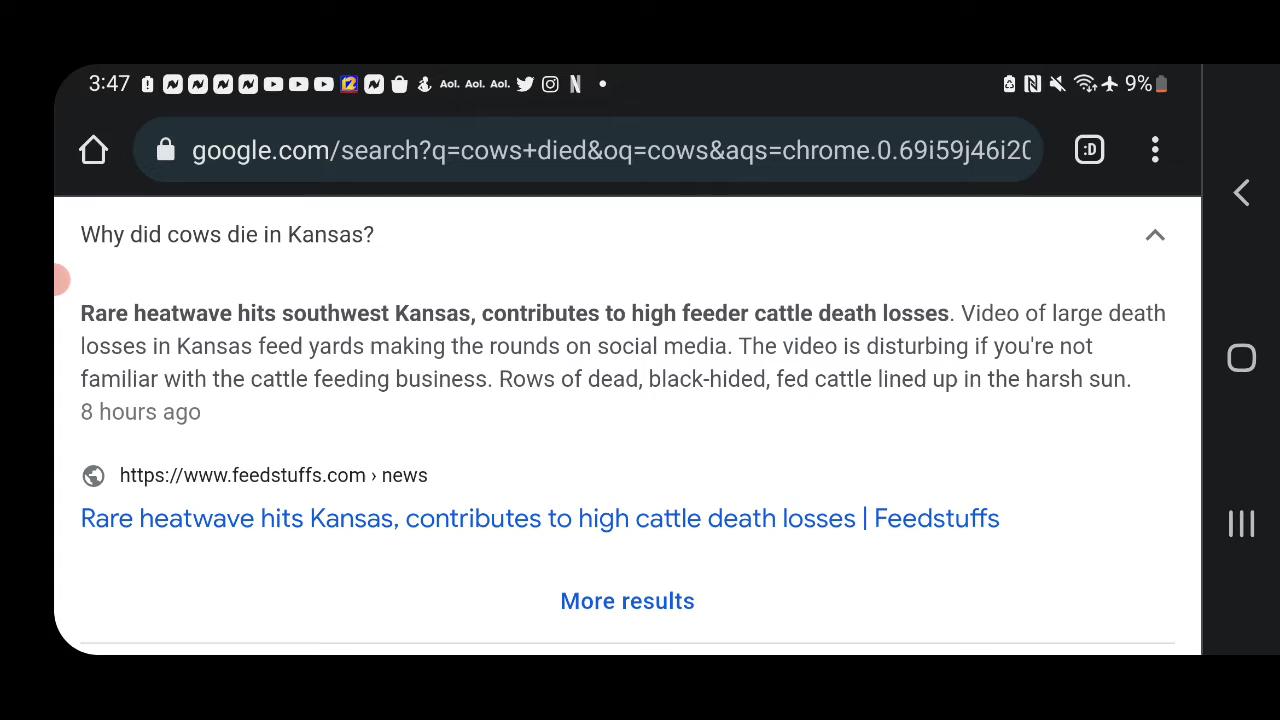 3:47 Aol. Aol. Aol. N 9%
google.com/search?q=cows+died&oq=cows&aqs=chrome.0.69i59j46i20
:D
Why did cows die in Kansas?
Rare heatwave hits southwest Kansas, contributes to high feeder cattle death losses. Video of large death
losses in Kansas feed yards making the rounds on social media. The video is disturbing if you're not
familiar with the cattle feeding business. Rows of dead, black-hided, fed cattle lined up in the harsh sun.
8 hours ago
https://www.feedstuffs.com › news
Rare heatwave hits Kansas, contributes to high cattle death losses | Feedstuffs
More results